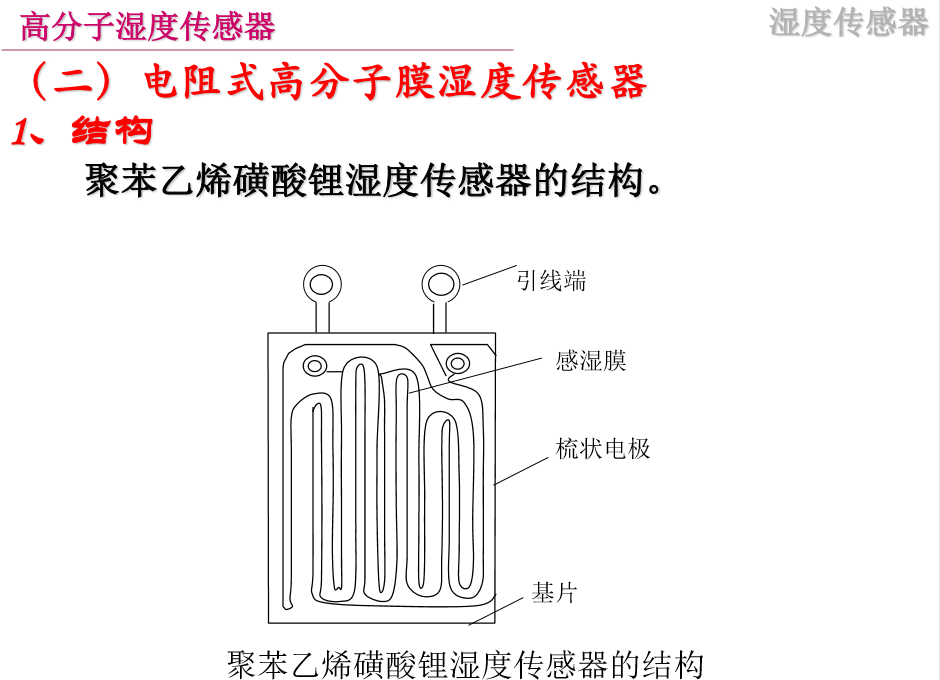 高分子湿度传感器
湿度传感器
（二）电阻式高分子膜湿度传感器
1、结构
聚苯乙烯磺酸锂湿度传感器的结构。
引线端
感湿膜
梳状电极
基片
聚苯乙烯磺酸锂湿度传感器的结构